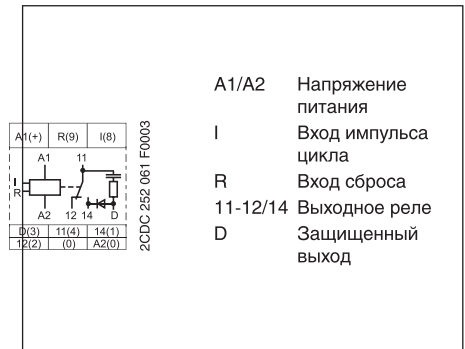 A1(+) R(9) I(8)
A1 11
I
R
A2 12 14 D
D(3) 11(4) 14(1)
12(2) (0) A2(0)
2CDC 252 061 F0003
A1/A2 Напряжение
питания
I Вход импульса
цикла
R Вход сброса
11-12/14 Выходное реле
D Защищенный
выход